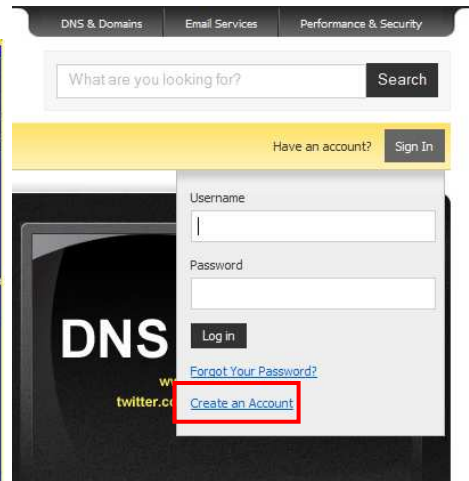 DNS & Domains Email Services Performance & Security
What are you looking for? Search
Have an account? Sign In
Username
Password
DNS
Log in
Forgot Your Password?
twitter.co
Create an Account